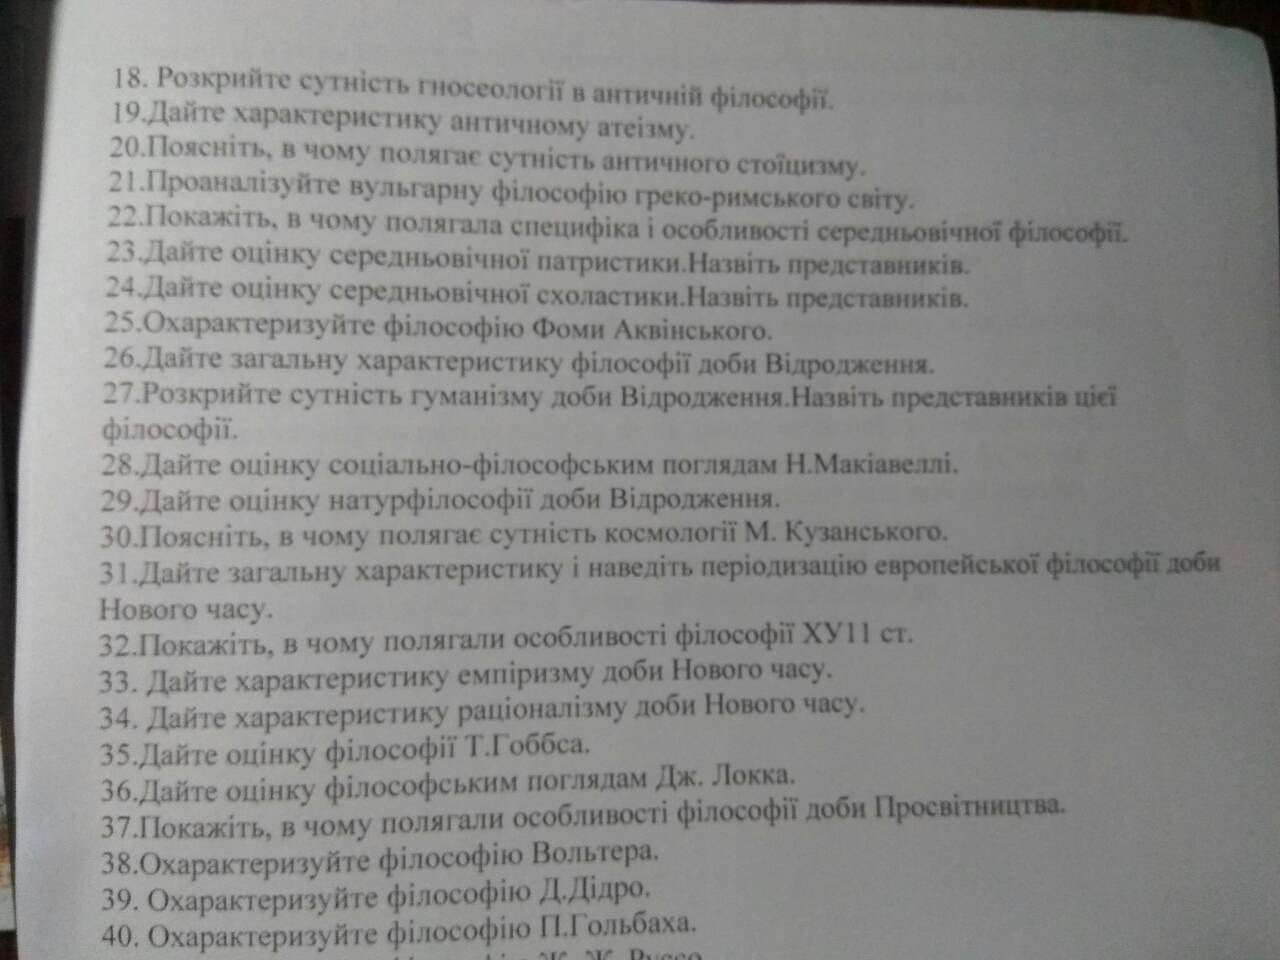 18. Розкрийте сутність гносеології в античній філософії.
19.Дайте характеристику античному атеїзму.
20.Поясніть, в чому полягає сутність античного стоїцизму.
21.Проаналізуйте вульгарну філософію греко-римського світу.
22.Покажіть, в чому полягала специфіка і особливості середньовічної філософії.
23.Дайте оцінку середньовічної патристики.Назвіть представників.
24.Дайте оцінку середньовічної схоластики.Назвіть представників.
25.Охарактеризуйте філософію Фоми Аквінського.
26.Дайте загальну характеристику філософії доби Відродження.
27.Розкрийте сутність гуманізму доби Відродження.Назвіть представників цієї
філософії.
28.Дайте оцінку соціально-філософським поглядам Н.Макіавеллі.
29.Дайте оцінку натурфілософії доби Відродження.
30.Поясніть, в чому полягає сутність космології М. Кузанського.
31.Дайте загальну характеристику і наведіть періодизацію европейської філософії доби
Нового часу.
32.Покажіть, в чому полягали особливості філософії ХУ11 ст.
33. Дайте характеристику емпіризму доби Нового часу.
34. Дайте характеристику раціоналізму доби Нового часу.
35.Дайте оцінку філософії Т.Гоббса.
36.Дайте оцінку філософським поглядам Дж. Локка.
37.Покажіть, в чому полягали особливості філософії доби Просвітництва.
38.Охарактеризуйте філософію Вольтера.
39. Охарактеризуйте філософію Д.Дідро.
40. Охарактеризуйте філософію П.Гольбаха.
Ж. Ж. Руссо